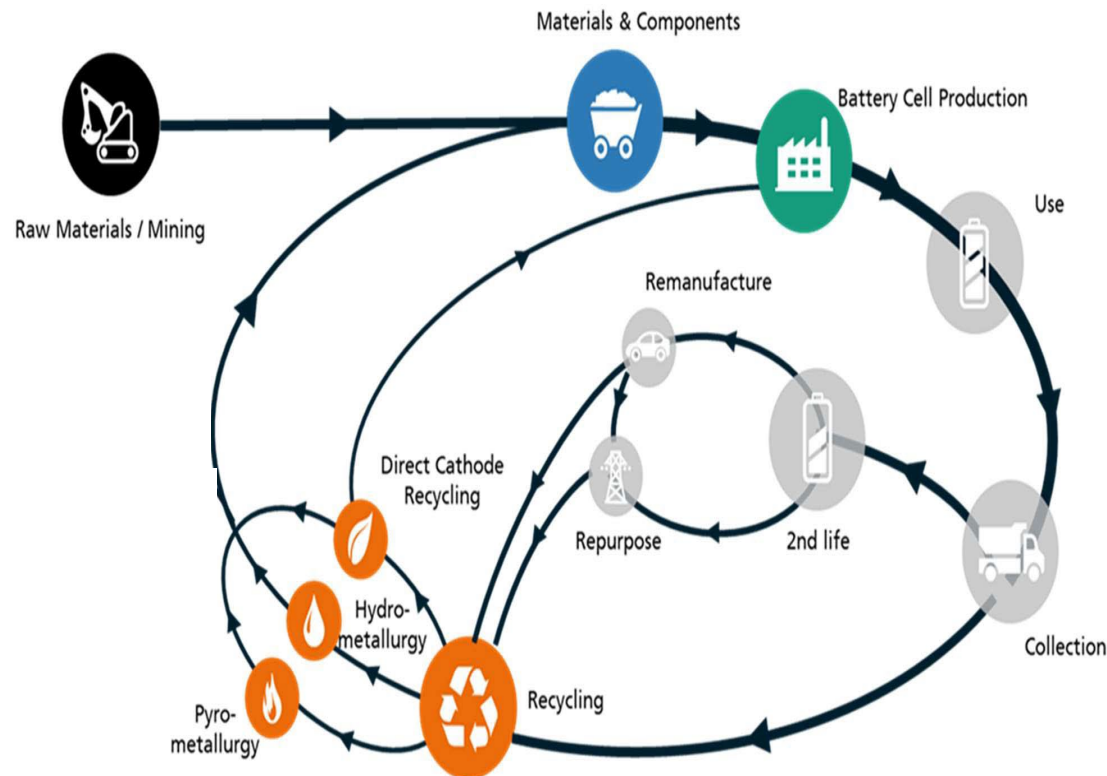 Materials & Components
Battery Cell Production
Raw Materials / Mining
Use
Remanufacture
Direct Cathode
Recycling
Repurpose
2nd life
Hydro-
metallurgy
Collection
Recycling
Pyro-
metallurgy